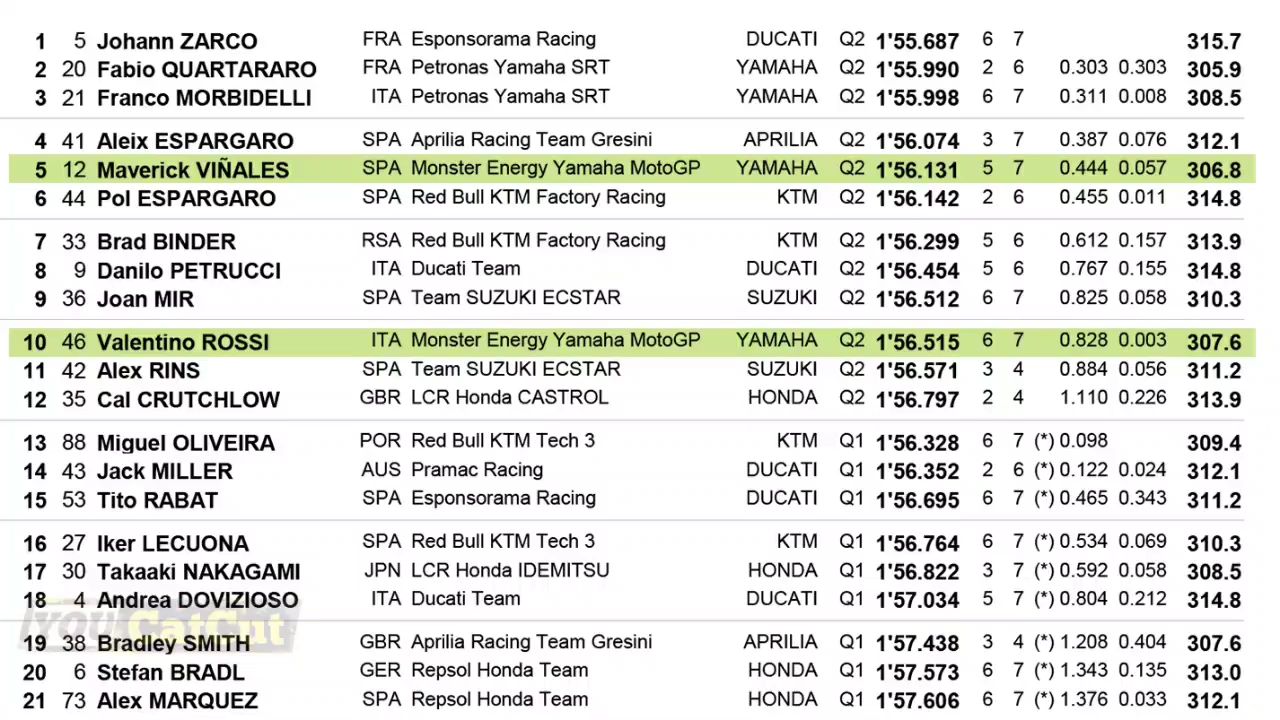 1 5 Johann ZARCO FRA Esponsorama Racing DUCATI Q2 1'55.687 6 7 315.7
2 20 Fabio QUARTARARO FRA Petronas Yamaha SRT YAMAHA Q2 1'55.990 2 6 0.303 0.303 305.9
3 21 Franco MORBIDELLI ITA Petronas Yamaha SRT YAMAHA Q2 1'55.998 6 7 0.311 0.008 308.5
4 41 Aleix ESPARGARO SPA Aprilia Racing Team Gresini APRILIA Q2 1'56.074 3 7 0.387 0.076 312.1
5 12 Maverick VIÑALES SPA Monster Energy Yamaha MotoGP YAMAHA Q2 1'56.131 5 7 0.444 0.057 306.8
6 44 Pol ESPARGARO SPA Red Bull KTM Factory Racing KTM Q2 1'56.142 2 6 0.455 0.011 314.8
7 33 Brad BINDER RSA Red Bull KTM Factory Racing KTM Q2 1'56.299 5 6 0.612 0.157 313.9
8 9 Danilo PETRUCCI ITA Ducati Team DUCATI Q2 1'56.454 5 6 0.767 0.155 314.8
9 36 Joan MIR SPA Team SUZUKI ECSTAR SUZUKI Q2 1'56.512 6 7 0.825 0.058 310.3
10 46 Valentino ROSSI ITA Monster Energy Yamaha MotoGP YAMAHA Q2 1'56.515 6 7 0.828 0.003 307.6
11 42 Alex RINS SPA Team SUZUKI ECSTAR SUZUKI Q2 1'56.571 3 4 0.884 0.056 311.2
12 35 Cal CRUTCHLOW GBR LCR Honda CASTROL HONDA Q2 1'56.797 2 4 1.110 0.226 313.9
13 88 Miguel OLIVEIRA POR Red Bull KTM Tech 3 KTM Q1 1'56.328 6 7 (*) 0.098 309.4
14 43 Jack MILLER AUS Pramac Racing DUCATI Q1 1'56.352 2 6 (*) 0.122 0.024 312.1
15 53 Tito RABAT SPA Esponsorama Racing DUCATI Q1 1'56.695 6 7 (*) 0.465 0.343 311.2
16 27 Iker LECUONA SPA Red Bull KTM Tech 3 KTM Q1 1'56.764 6 7 (*) 0.534 0.069 310.3
17 30 Takaaki NAKAGAMI JPN LCR Honda IDEMITSU HONDA Q1 1'56.822 3 7 (*) 0.592 0.058 308.5
18 4 Andrea DOVIZIOSO ITA Ducati Team DUCATI Q1 1'57.034 5 7 (*) 0.804 0.212 314.8
YOU CatCut
19 38 Bradley SMITH GBR Aprilia Racing Team Gresini APRILIA Q1 1'57.438 3 4 (*) 1.208 0.404 307.6
20 6 Stefan BRADL GER Repsol Honda Team HONDA Q1 1'57.573 6 7 (*) 1.343 0.135 313.0
21 73 Alex MARQUEZ SPA Repsol Honda Team HONDA Q1 1'57.606 6 7 (*) 1.376 0.033 312.1